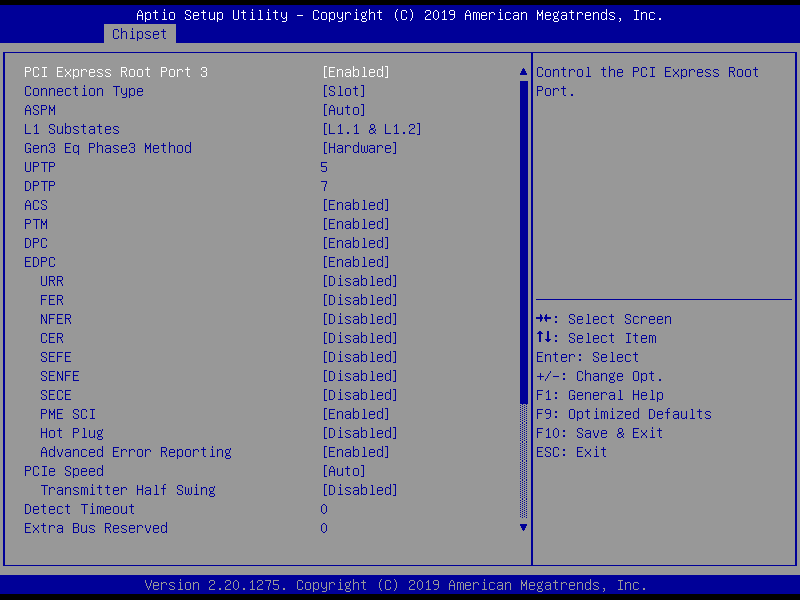 Aptio Setup Utility – Copyright (C) 2019 American Megatrends, Inc.
Chipset
PCI Express Root Port 3 [Enabled]
Connection Type [Slot]
ASPM [Auto]
L1 Substates [L1.1 & L1.2]
Gen3 Eq Phase3 Method [Hardware]
UPTP 5
DPTP 7
ACS [Enabled]
PTM [Enabled]
DPC [Enabled]
EDPC [Enabled]
URR [Disabled]
FER [Disabled]
NFER [Disabled]
CER [Disabled]
SEFE [Disabled]
SENFE [Disabled]
SECE [Disabled]
PME SCI [Enabled]
Hot Plug [Disabled]
Advanced Error Reporting [Enabled]
PCIe Speed [Auto]
Transmitter Half Swing [Disabled]
Detect Timeout 0
Extra Bus Reserved 0
Control the PCI Express Root
Port.
→←: Select Screen
↑↓: Select Item
Enter: Select
+/–: Change Opt.
F1: General Help
F9: Optimized Defaults
F10: Save & Exit
ESC: Exit
Version 2.20.1275. Copyright (C) 2019 American Megatrends, Inc.